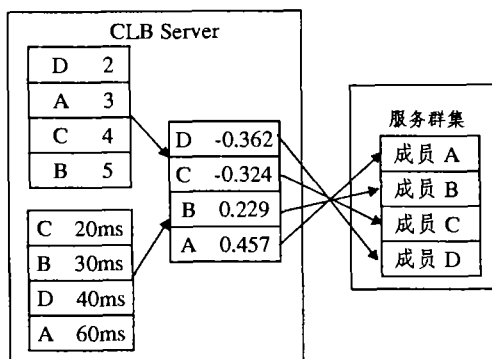 CLB Server
D 2
A 3
C 4
B 5
C 20ms
B 30ms
D 40ms
A 60ms
D -0.362
C -0.324
B 0.229
A 0.457
服务群集
成员 A
成员 B
成员 C
成员 D